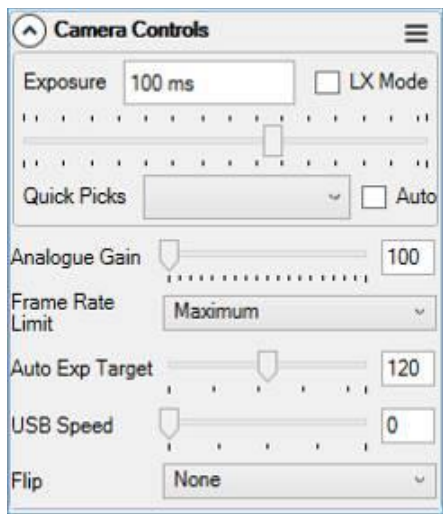 Camera Controls
Exposure 100 ms LX Mode
Quick Picks Auto
Analogue Gain 100
Frame Rate
Limit Maximum
Auto Exp Target 120
USB Speed 0
Flip None